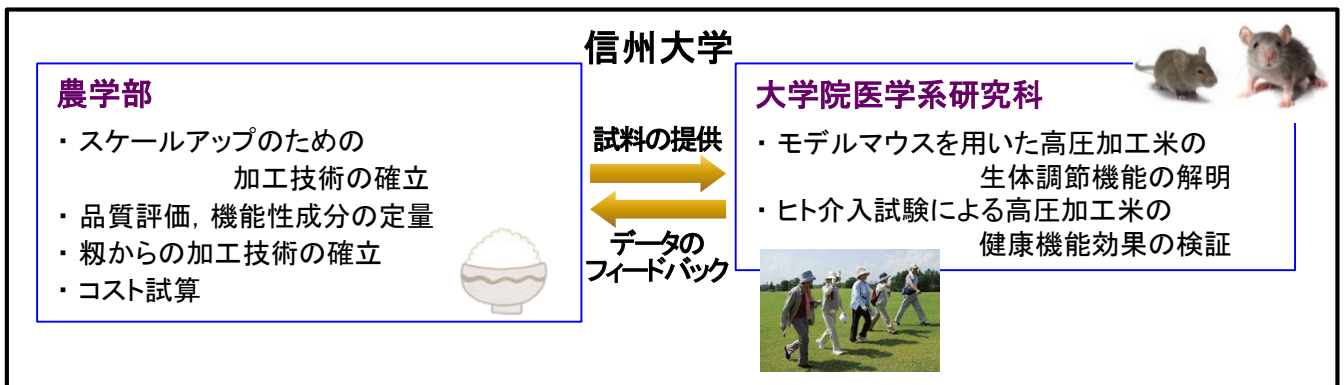 信州大学
農学部
・ スケールアップのための
加工技術の確立
・ 品質評価，機能性成分の定量
・ 籾からの加工技術の確立
・ コスト試算
試料の提供
データの
フィードバック
大学院医学系研究科
・ モデルマウスを用いた高圧加工米の
生体調節機能の解明
・ ヒト介入試験による高圧加工米の
健康機能効果の検証